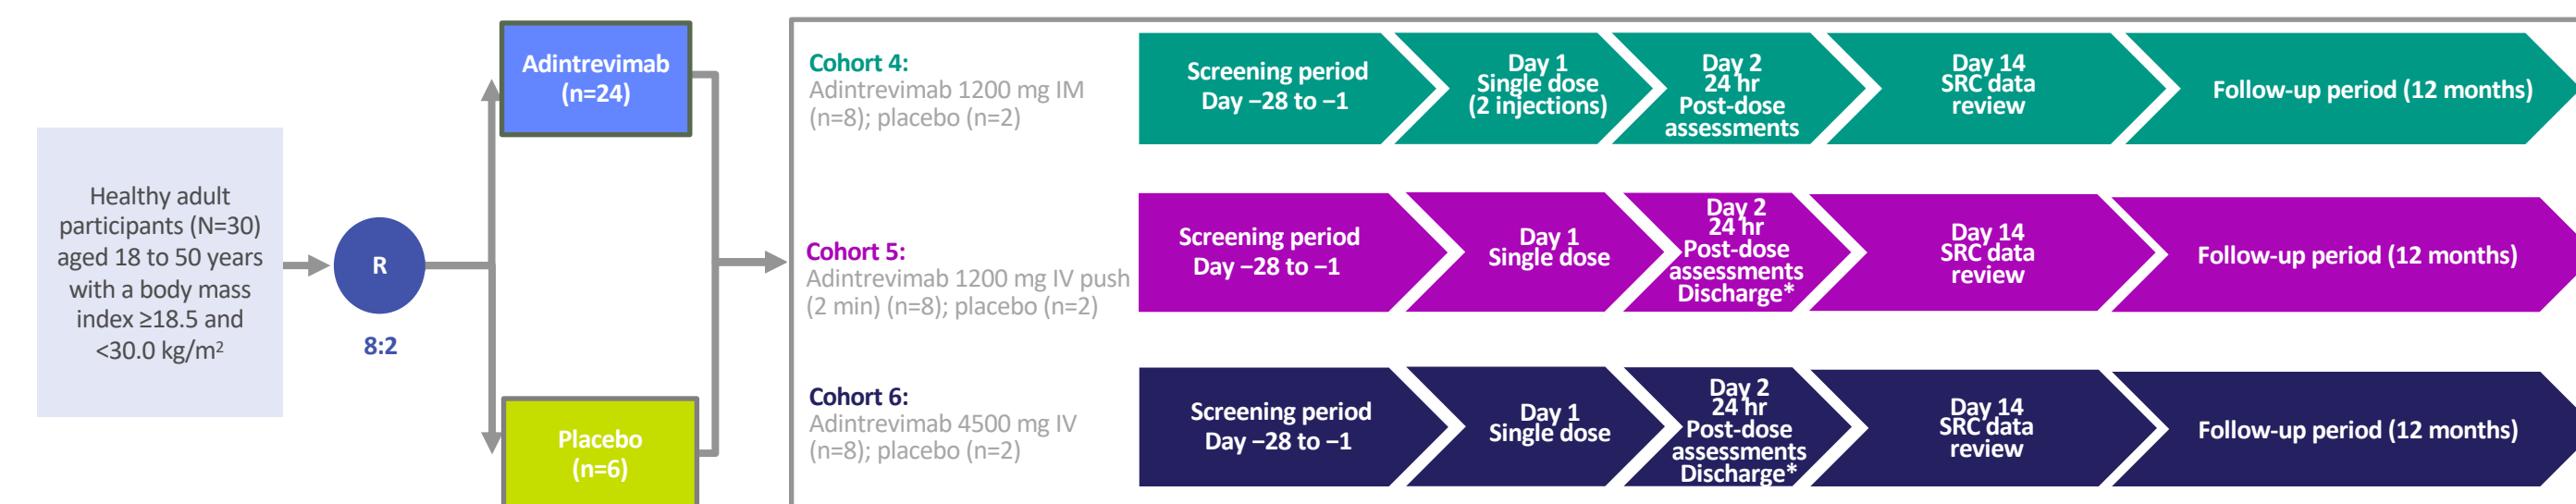 Healthy adult
participants (N=30)
aged 18 to 50 years
with a body mass
index ≥18.5 and
<30.0 kg/m²
R
8:2
Adintrevimab
(n=24)
Placebo
(n=6)
Cohort 4:
Adintrevimab 1200 mg IM
(n=8); placebo (n=2)
Screening period
Day −28 to −1
Day 1
Single dose
(2 injections)
Day 2
24 hr
Post-dose
assessments
Day 14
SRC data
review
Follow-up period (12 months)
Cohort 5:
Adintrevimab 1200 mg IV push
(2 min) (n=8); placebo (n=2)
Screening period
Day −28 to −1
Day 1
Single dose
Day 2
24 hr
Post-dose
assessments
Discharge*
Day 14
SRC data
review
Follow-up period (12 months)
Cohort 6:
Adintrevimab 4500 mg IV
(n=8); placebo (n=2)
Screening period
Day −28 to −1
Day 1
Single dose
Day 2
24 hr
Post-dose
assessments
Discharge*
Day 14
SRC data
review
Follow-up period (12 months)